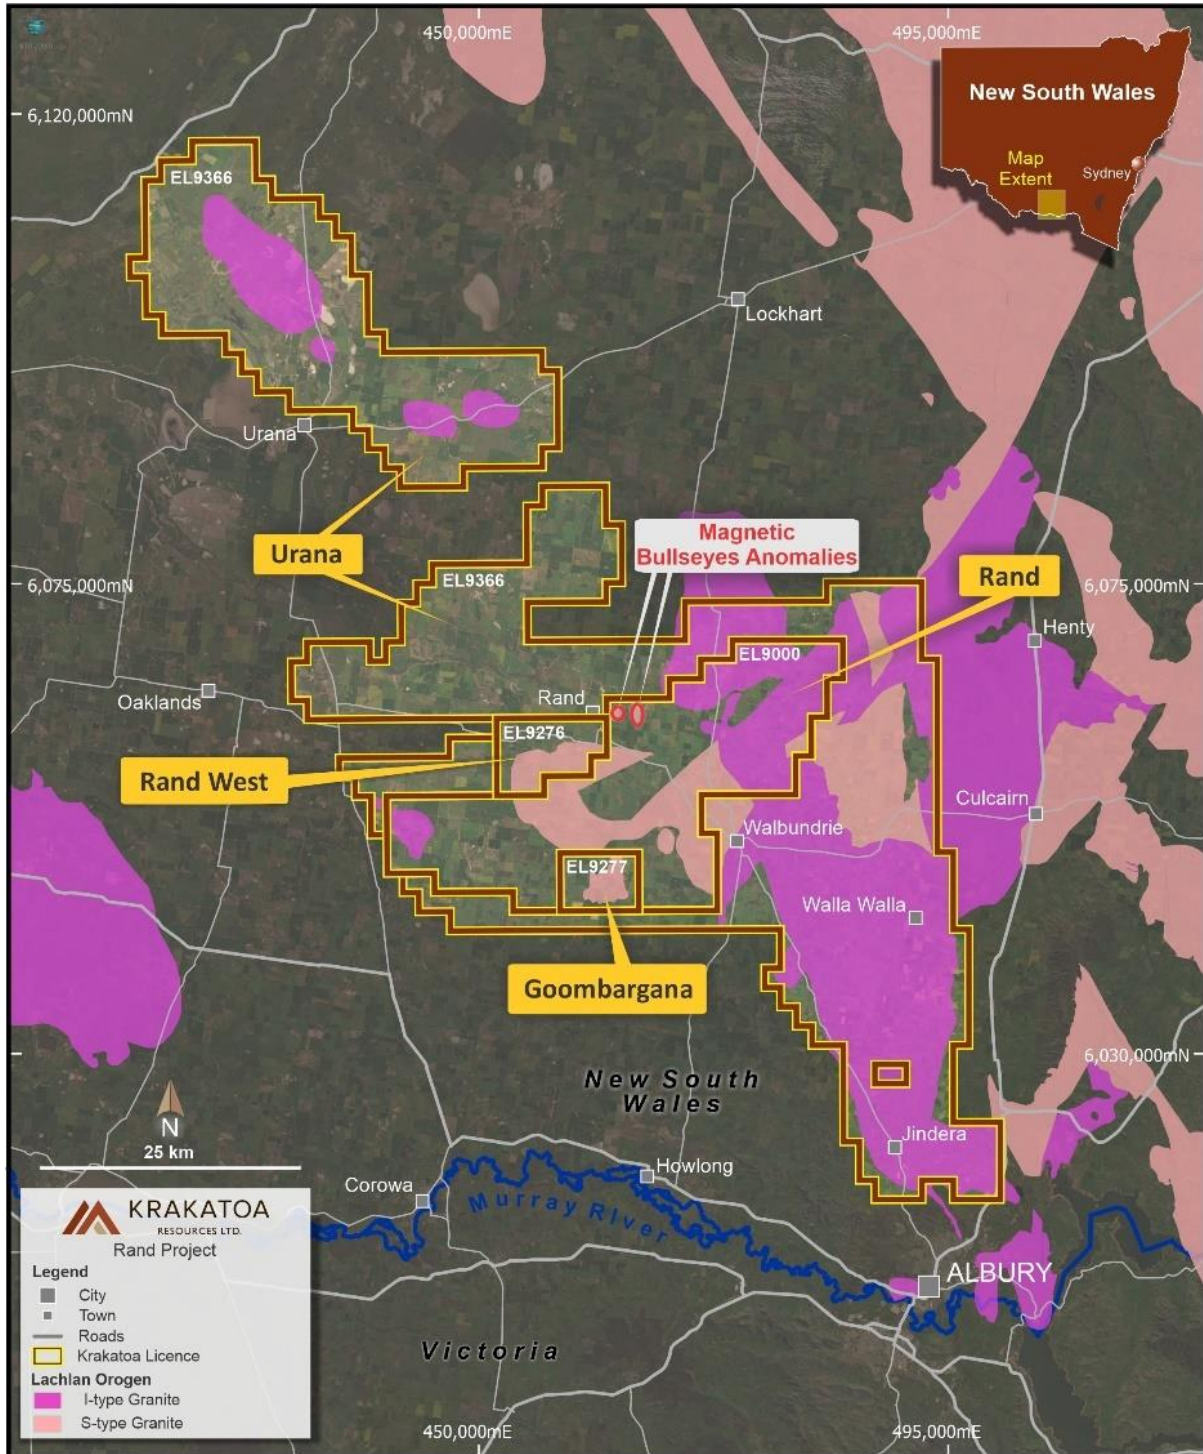 450,000mE
495,000mE
6,120,000mN
New South Wales
Map
Extent
Sydney
EL9366
Lockhart
Urana
Urana
Magnetic
Bullseyes Anomalies
6,075,000mN
EL9366
Rand
6,075,000mN
Henty
EL9000
Oaklands
Rand
EL9276
Rand West
Culcairn
Walbundrie
EL9277
Walla Walla
Goombargana
6,030,000mN
New South
Wales
N
25 km
Jindera
Howlong
Corowa
Murray River
KRAKATOA
RESOURCES LTD.
Rand Project
Legend
City
Town
Roads
Krakatoa Licence
Lachlan Orogen
I-type Granite
S-type Granite
ALBURY
Victoria
450,000mE
495,000mE